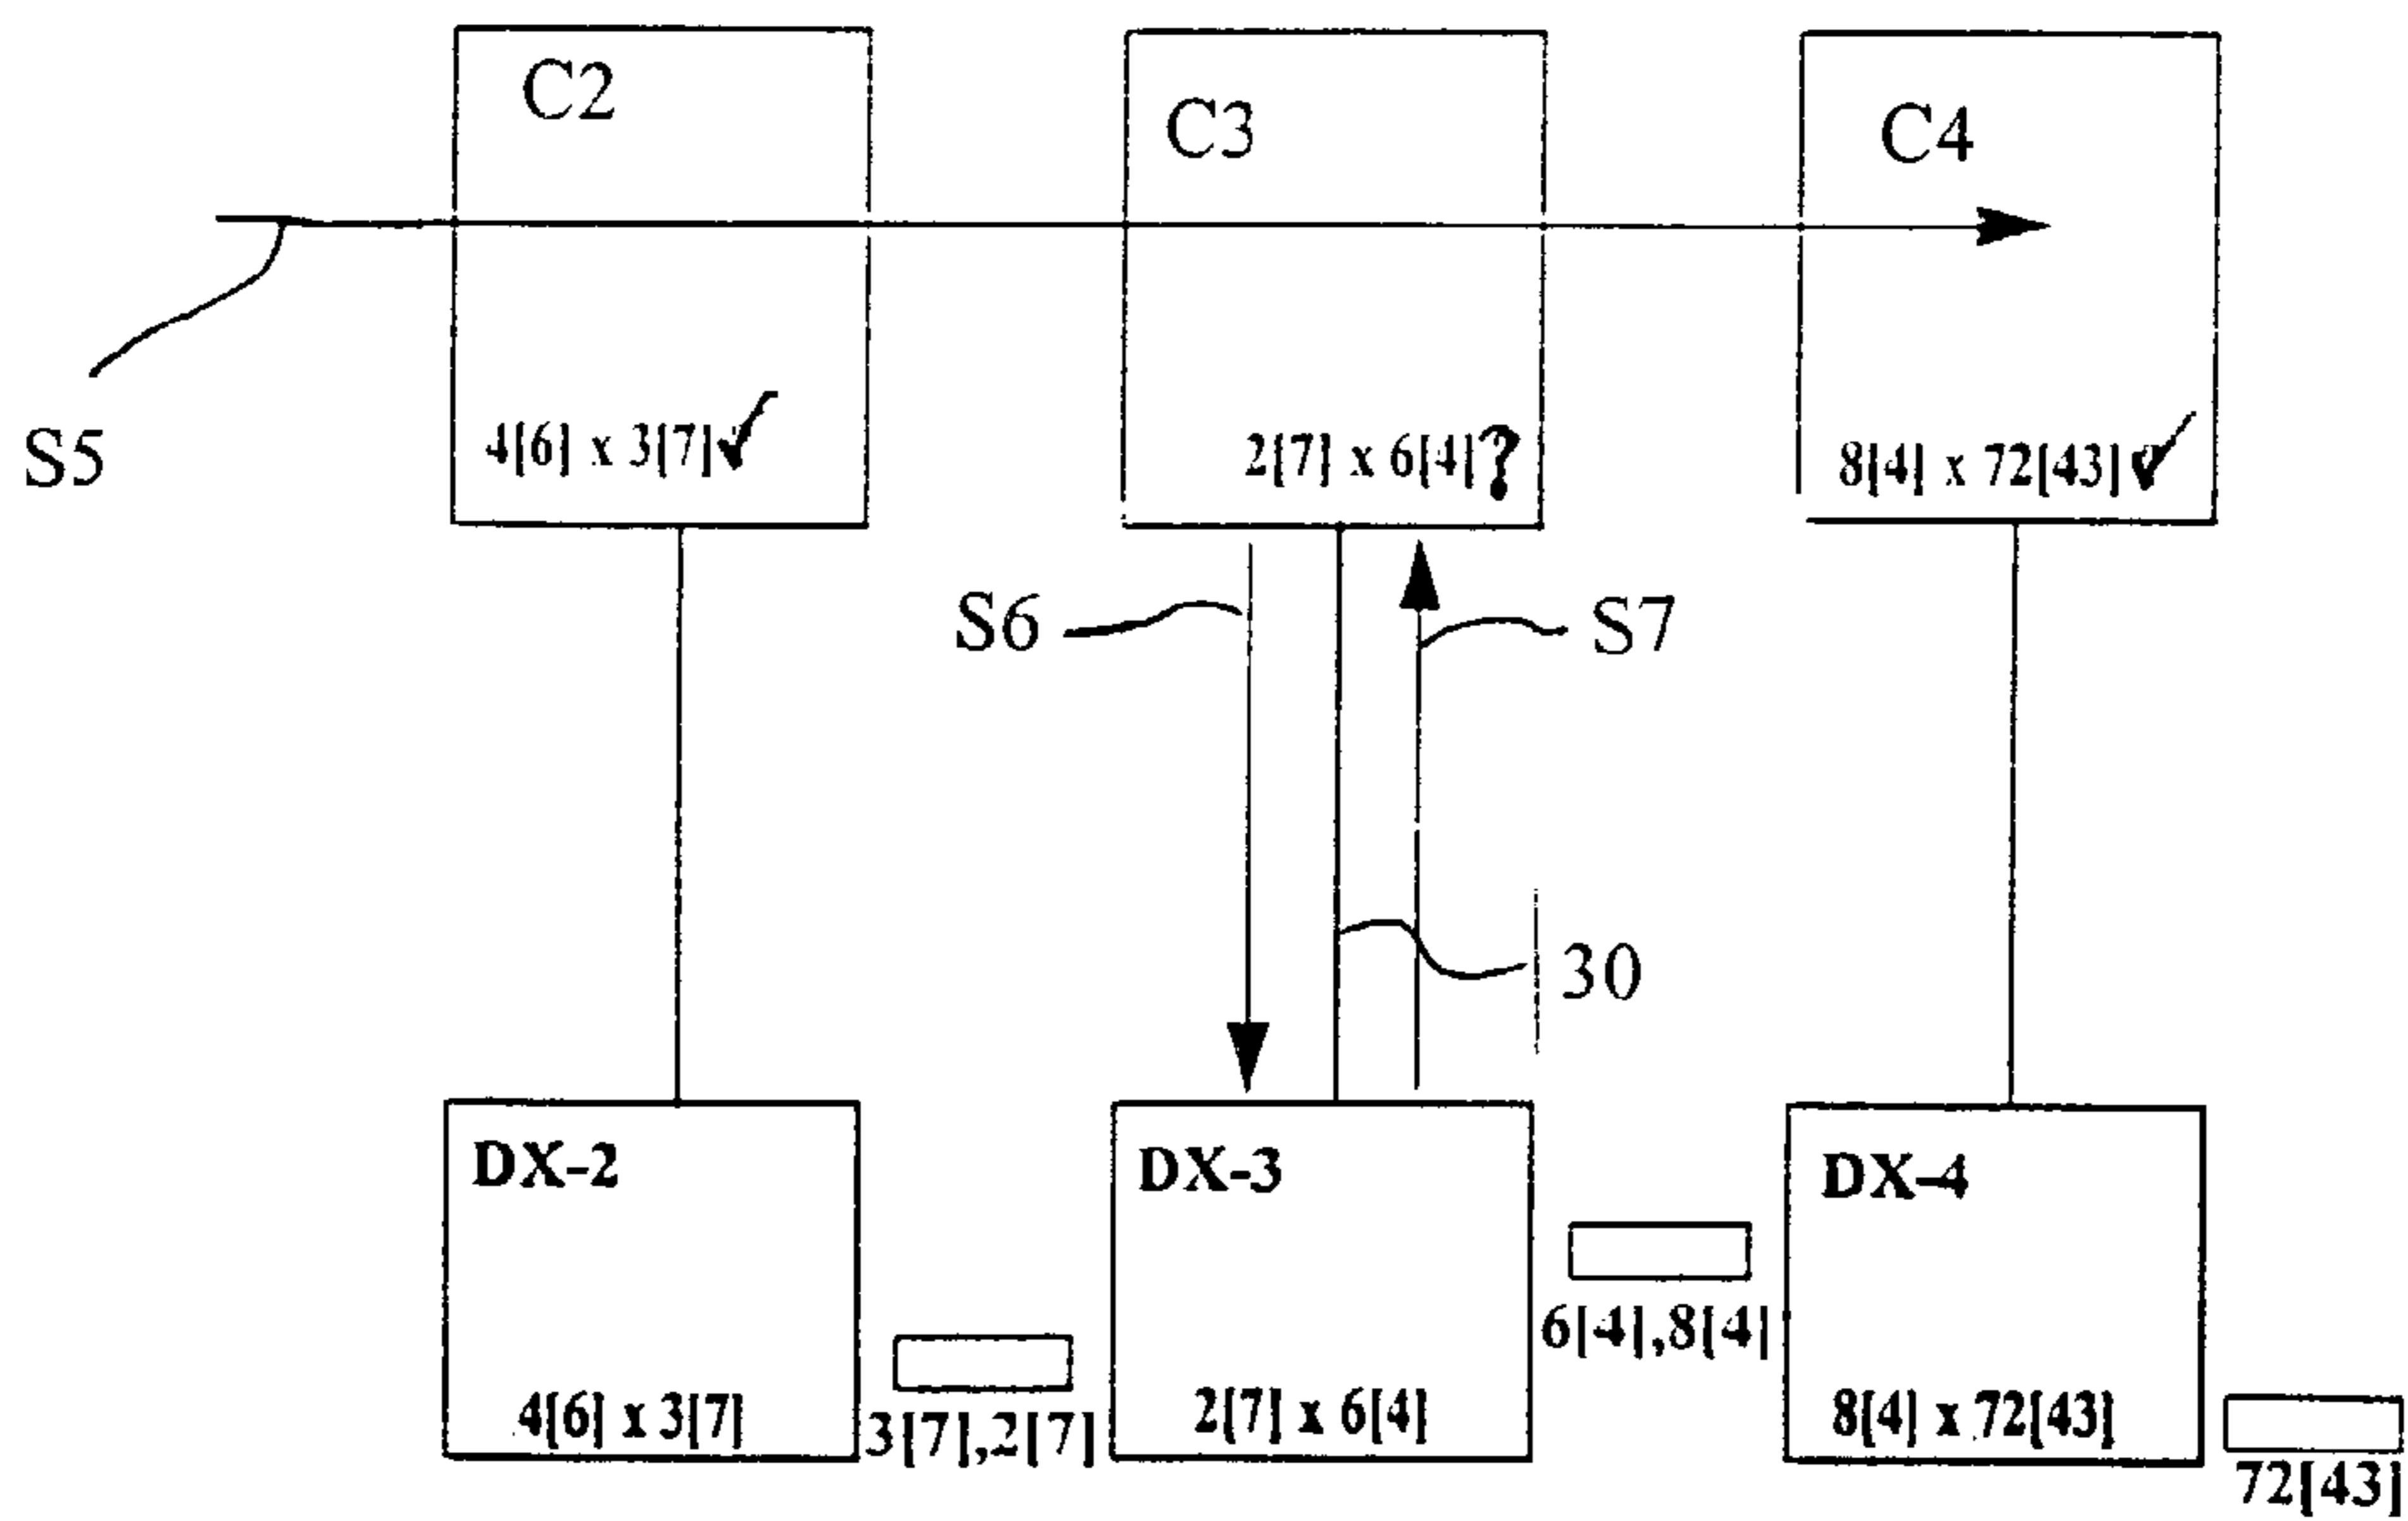 C2
C3
C4
S5
4[6] x 3[7]✓
2[7] x 6[4]?
8[4] x 72[43]✓
S6
S7
30
DX-2
DX-3
DX-4
6[4],8[4]
4[6] x 3[7]
3[7],2[7]
2[7] x 6[4]
8[4] x 72[43]
72[43]